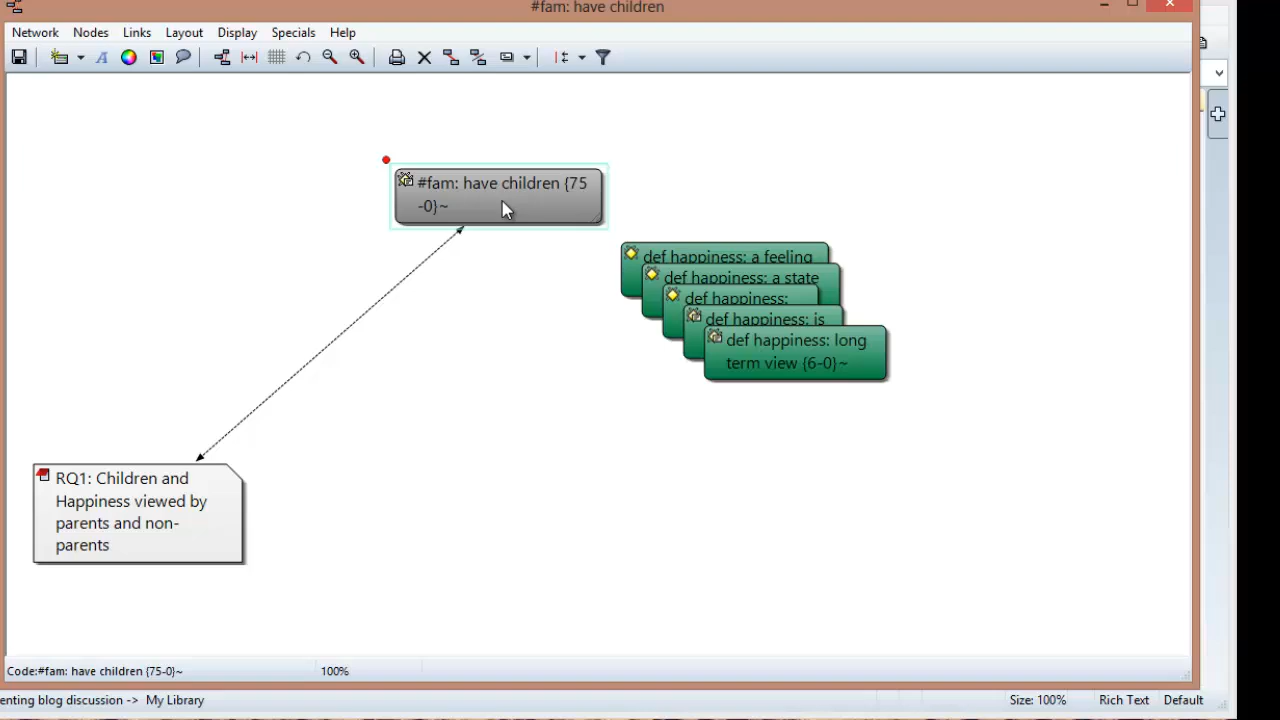 #fam: have children
Network Nodes Links Layout Display Specials Help
#fam: have children {75
-0}~
def happiness: a feeling
def happiness: a state
def happiness:
def happiness: is
def happiness: long
term view {6-0}~
RQ1: Children and
Happiness viewed by
parents and non-
parents
Code:#fam: have children {75-0}~ 100%
enting blog discussion -> My Library Size: 100% Rich Text Default